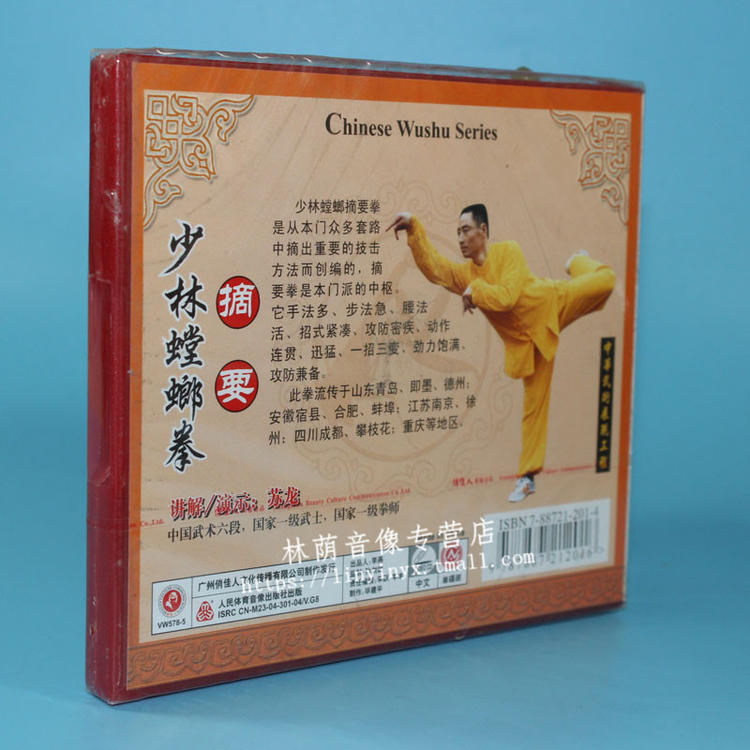 Chinese Wushu Series
少林螳螂拳
摘要
少林螳螂摘要拳
是从本门众多套路
中摘出重要的技击
方法而创编的，摘
要拳是本门派的中枢。
它手法多、步法急、腰法
活、招式紧凑，攻防密疾、动作
连贯、迅猛、一招三变、劲力饱满、
攻防兼备。
此拳流传于山东青岛、即墨、德州；
安徽宿县、合肥、蚌埠；江苏南京、徐
州；四川成都、攀枝花；重庆等地区。
中华武术展现工程
讲解/演示：苏龙
中国武术六段，国家一级武士，国家一级拳师
林荫音像专营店
https://linyinyx.tmall.com
ISBN 7-88721-201-4
广州俏佳人文化传播有限公司制作发行
人民体育音像出版社出版
ISRC CN-M23-04-301-04/V.G8
VW578-5
制作：毕建平
中文
单碟装